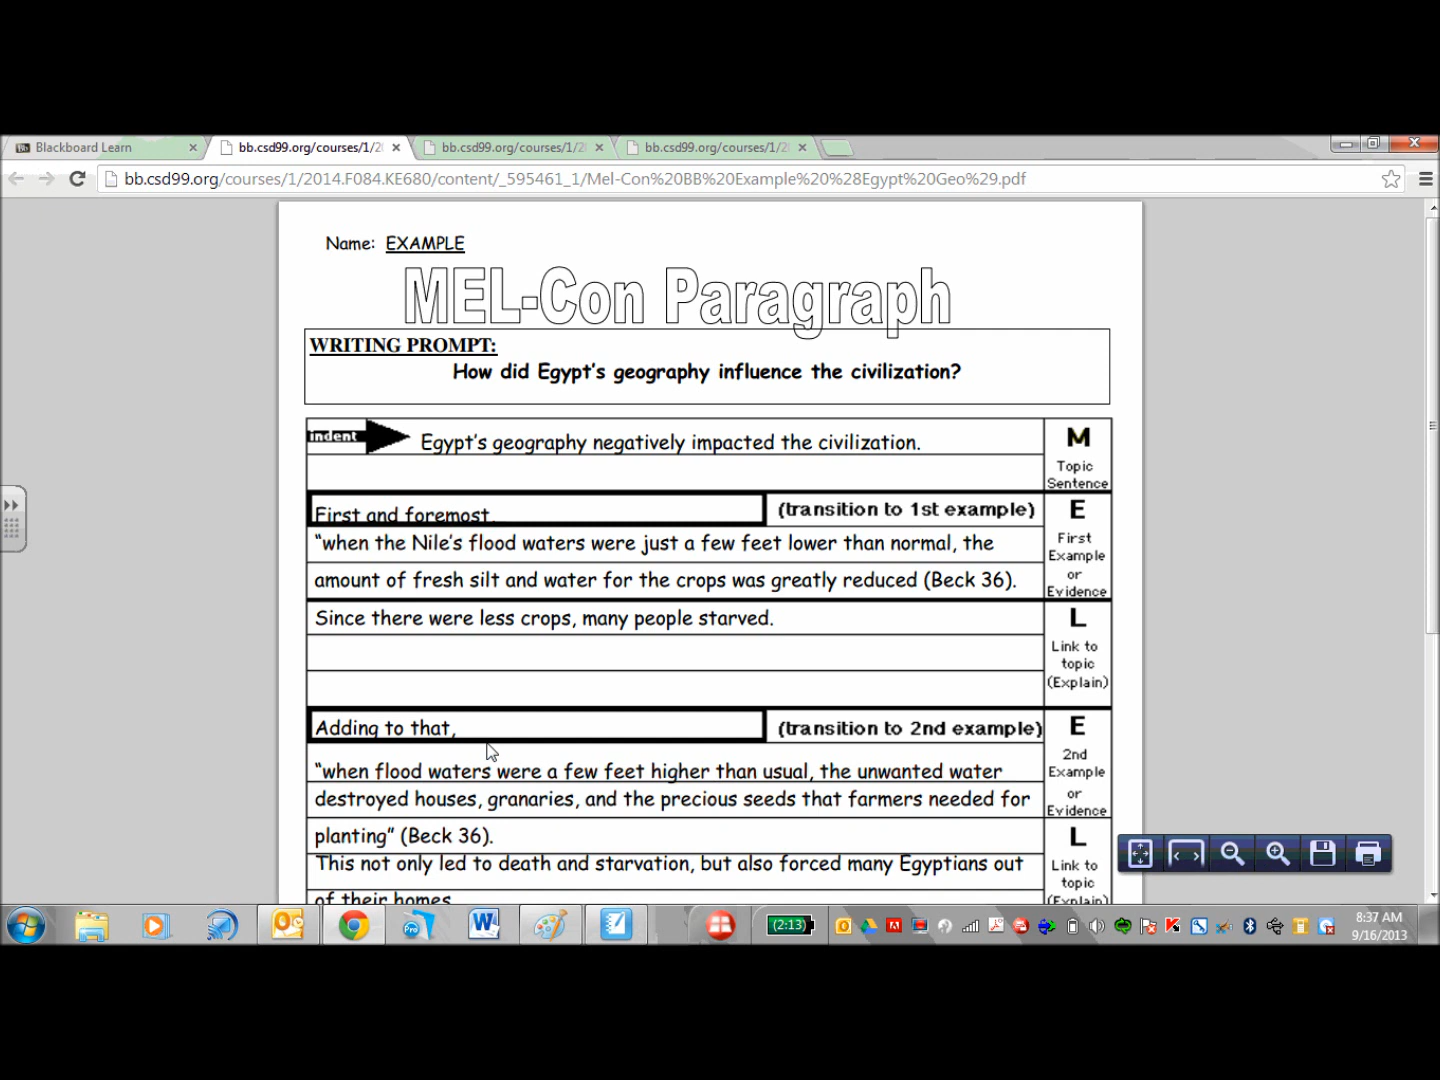 Blackboard Learn
bb.csd99.org/courses/1/2
bb.csd99.org/courses/1/2
bb.csd99.org/courses/1/2
bb.csd99.org/courses/1/2014.F084.KE680/content/_595461_1/Mel-Con%20BB%20Example%20%28Egypt%20Geo%29.pdf
Name: EXAMPLE
MEL-Con Paragraph
WRITING PROMPT:
How did Egypt's geography influence the civilization?
indent Egypt's geography negatively impacted the civilization.
M
Topic
Sentence
First and foremost, (transition to 1st example)
E
First
Example
or
Evidence
“when the Nile's flood waters were just a few feet lower than normal, the
amount of fresh silt and water for the crops was greatly reduced (Beck 36).
Since there were less crops, many people starved.
L
Link to
topic
(Explain)
Adding to that, (transition to 2nd example)
E
2nd
Example
or
Evidence
“when flood waters were a few feet higher than usual, the unwanted water
destroyed houses, granaries, and the precious seeds that farmers needed for
planting” (Beck 36).
This not only led to death and starvation, but also forced many Egyptians out
of their homes
L
Link to
topic
(Explain)
(2:13)
8:37 AM
9/16/2013